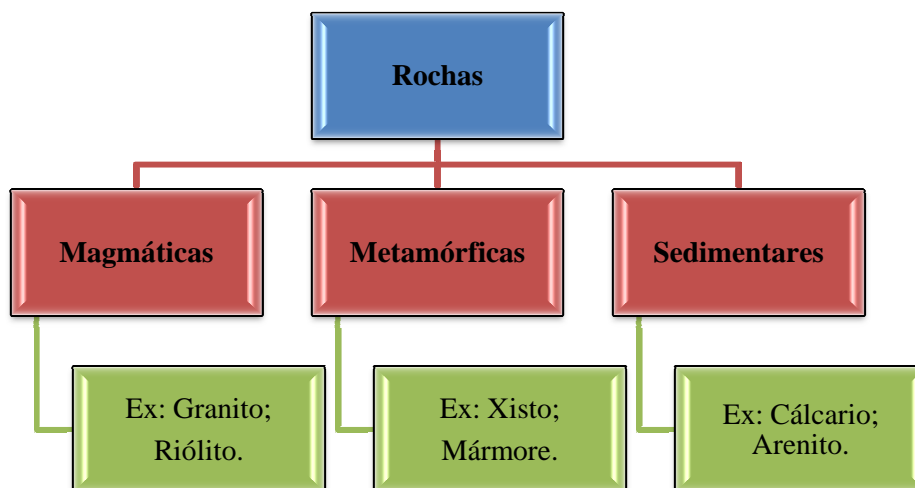 Rochas
Magmáticas
Metamórficas
Sedimentares
Ex: Granito;
Riólito.
Ex: Xisto;
Mármore.
Ex: Cálcario;
Arenito.